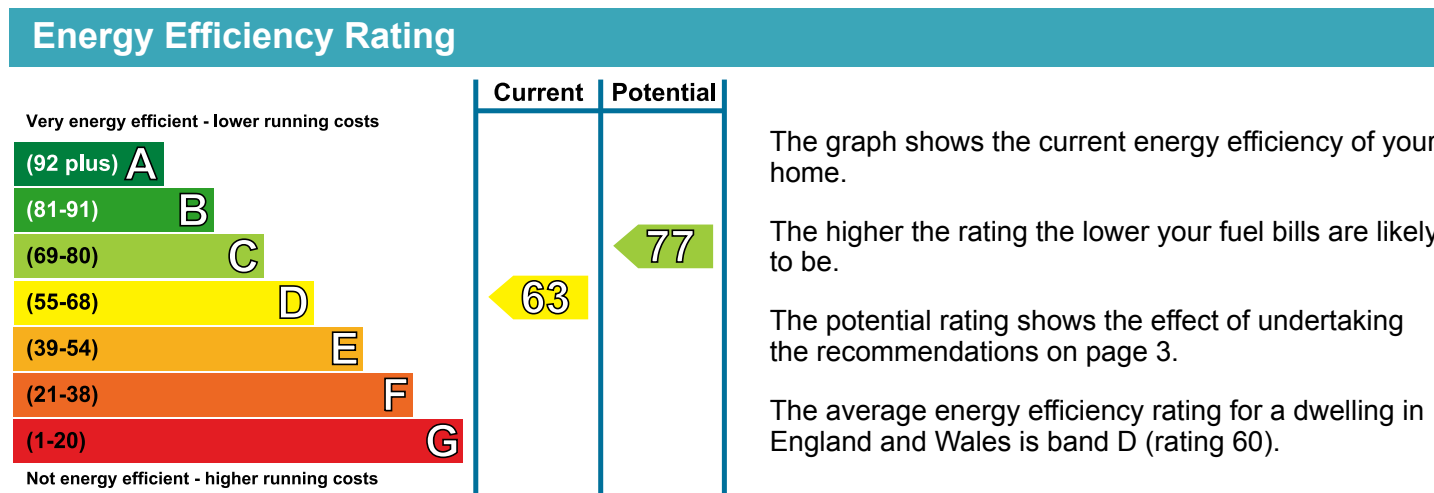 Energy Efficiency Rating
Current Potential
Very energy efficient - lower running costs
(92 plus) A
(81-91) B
(69-80) C
77
(55-68) D
63
(39-54) E
(21-38) F
(1-20) G
Not energy efficient - higher running costs
The graph shows the current energy efficiency of your
home.
The higher the rating the lower your fuel bills are likely
to be.
The potential rating shows the effect of undertaking
the recommendations on page 3.
The average energy efficiency rating for a dwelling in
England and Wales is band D (rating 60).